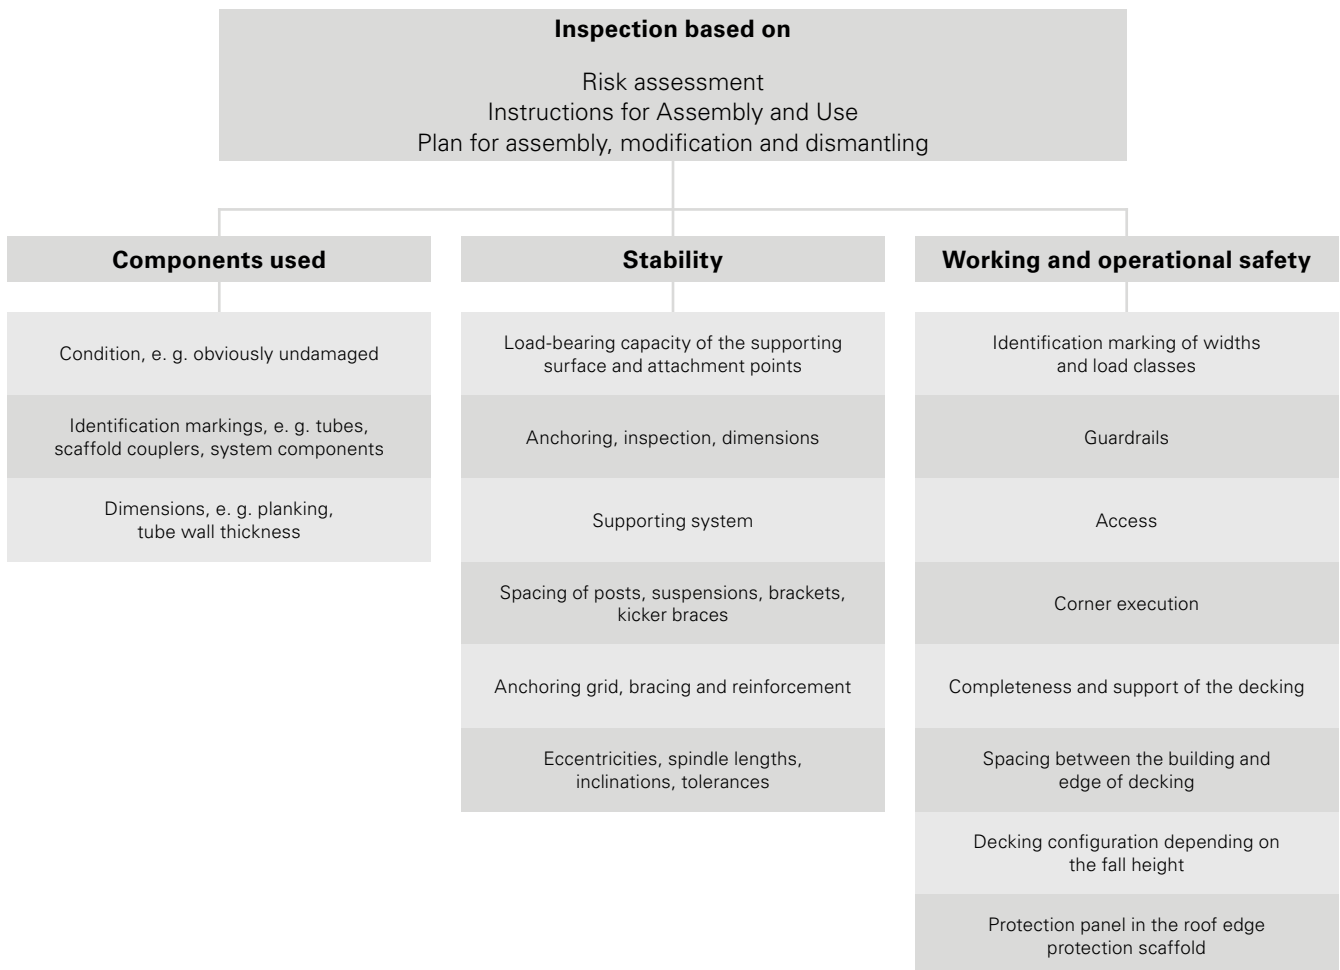 Inspection based on
Risk assessment
Instructions for Assembly and Use
Plan for assembly, modification and dismantling
Components used
Condition, e. g. obviously undamaged
Identification markings, e. g. tubes,
scaffold couplers, system components
Dimensions, e. g. planking,
tube wall thickness
Stability
Load-bearing capacity of the supporting
surface and attachment points
Anchoring, inspection, dimensions
Supporting system
Spacing of posts, suspensions, brackets,
kicker braces
Anchoring grid, bracing and reinforcement
Eccentricities, spindle lengths,
inclinations, tolerances
Working and operational safety
Identification marking of widths
and load classes
Guardrails
Access
Corner execution
Completeness and support of the decking
Spacing between the building and
edge of decking
Decking configuration depending on
the fall height
Protection panel in the roof edge
protection scaffold